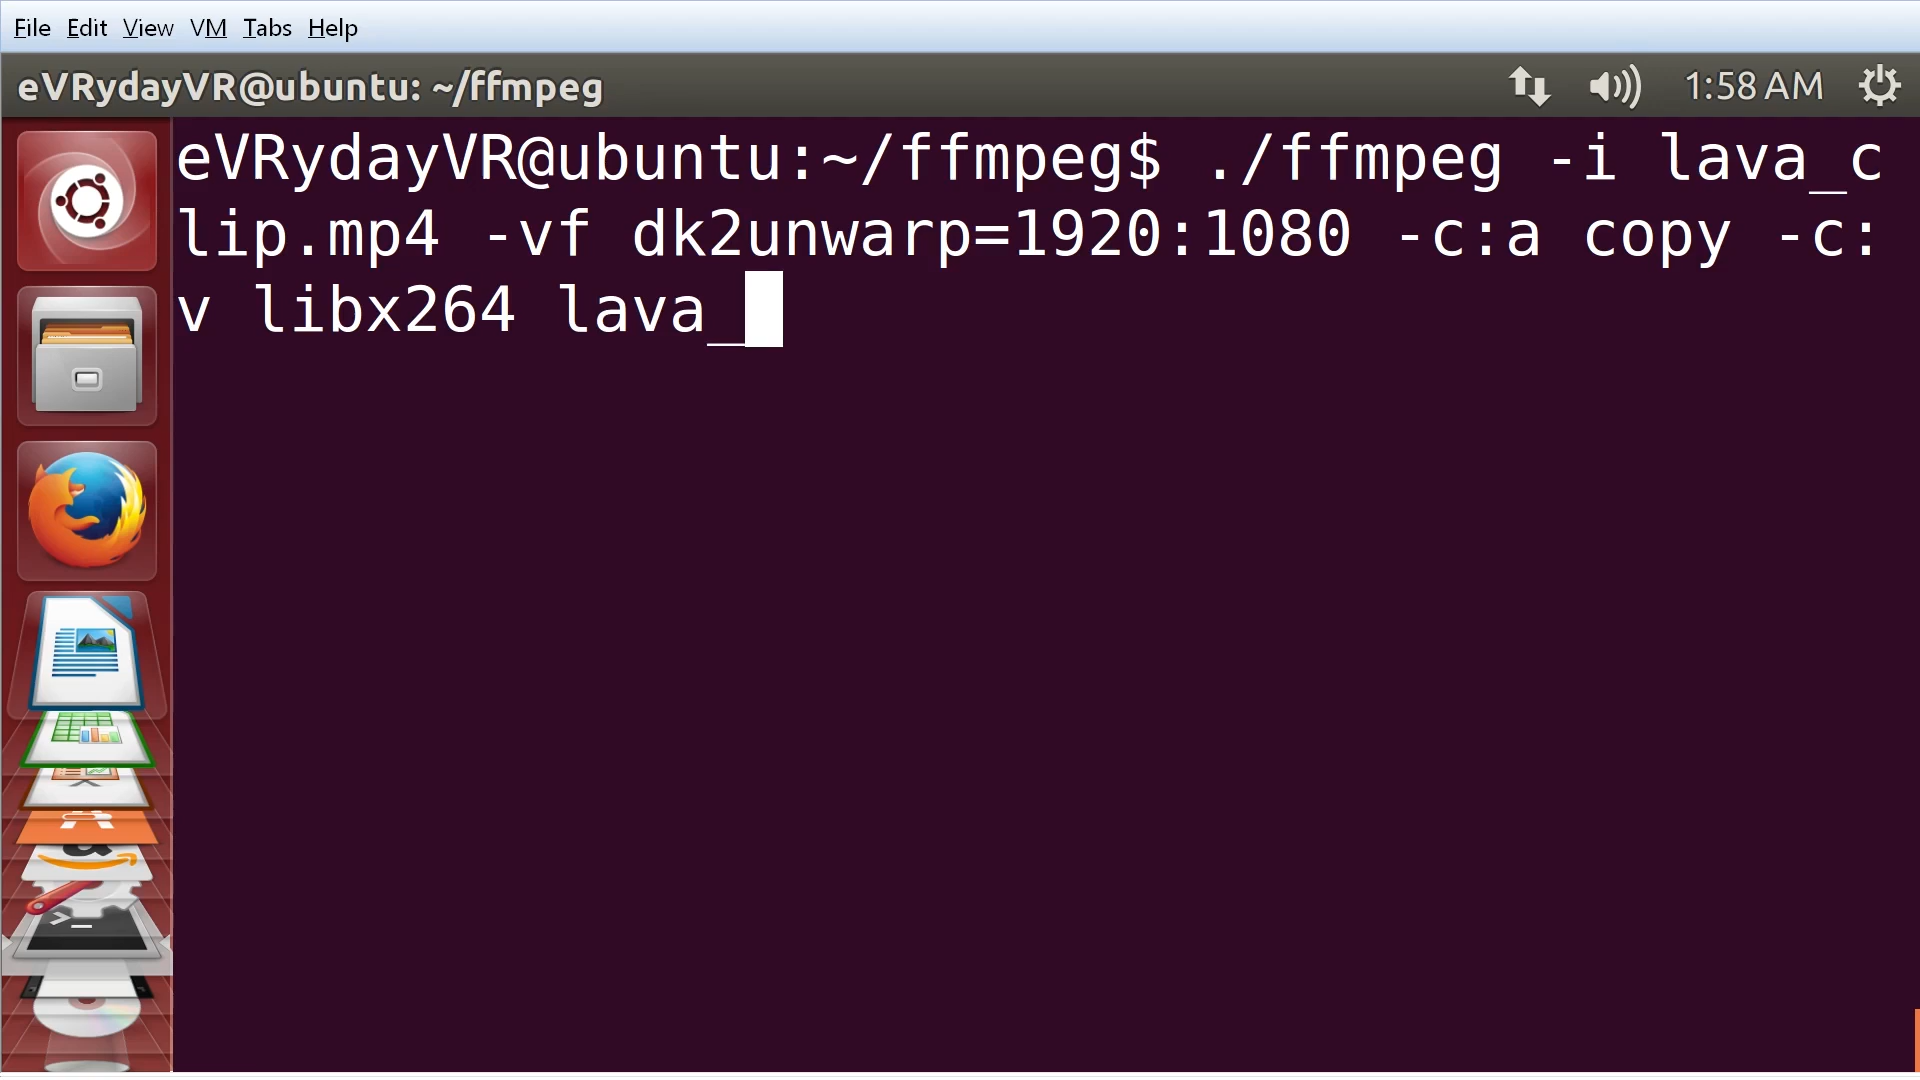 File Edit View VM Tabs Help
eVRydayVR@ubuntu: ~/ffmpeg 1:58 AM
eVRydayVR@ubuntu:~/ffmpeg$ ./ffmpeg -i lava_c
lip.mp4 -vf dk2unwarp=1920:1080 -c:a copy -c:
v libx264 lava_